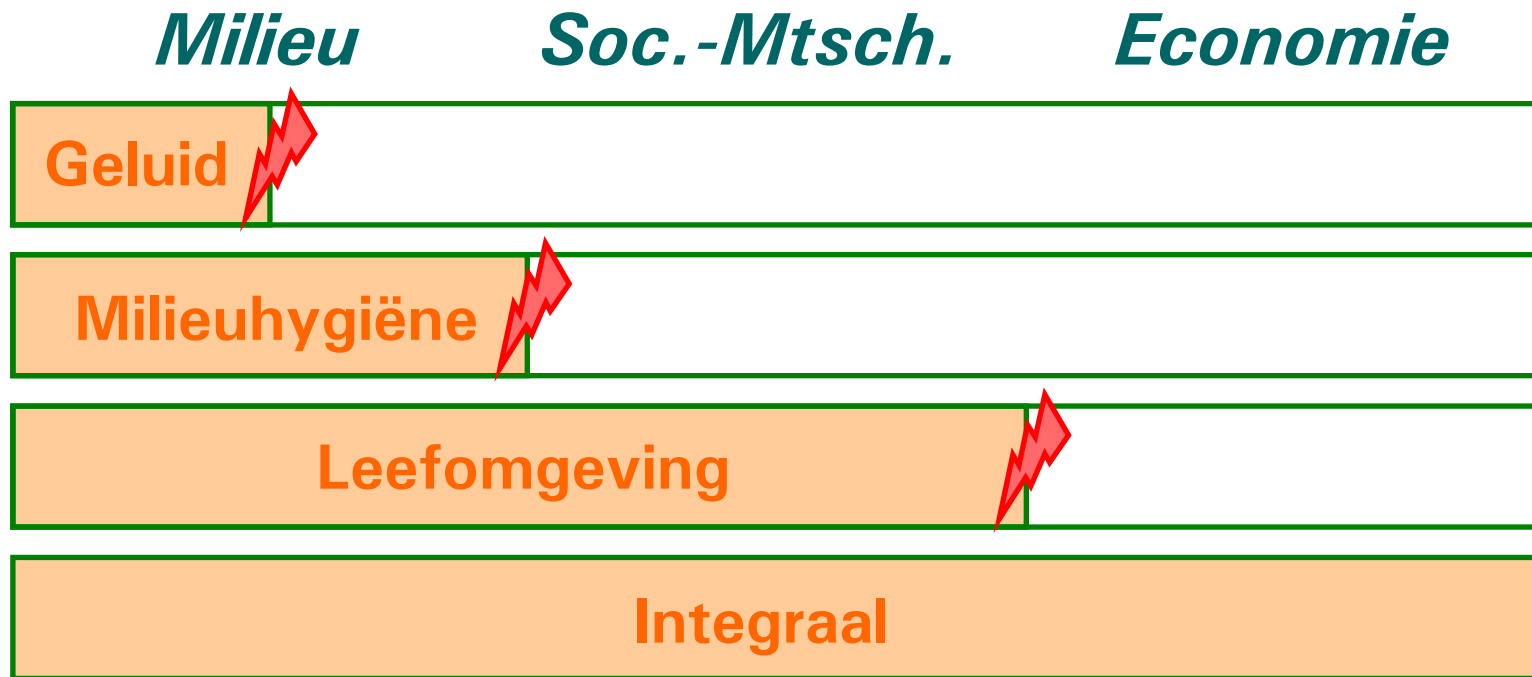 Milieu Soc.-Mtsch. Economie
Geluid
Milieuhygiëne
Leefomgeving
Integraal